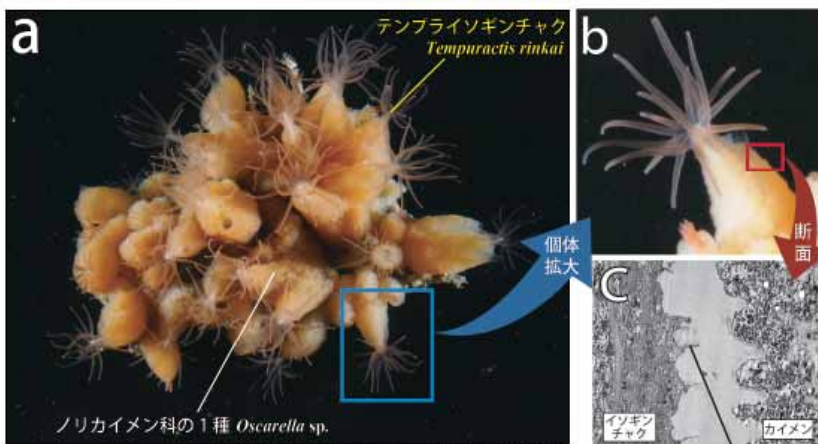 a
テンプライソギンチャク
Tempuractis rinkai
ノリカイメン科の1種 Oscarella sp.
個体
拡大
b
断面
c
イソギン
チャク
カイメン